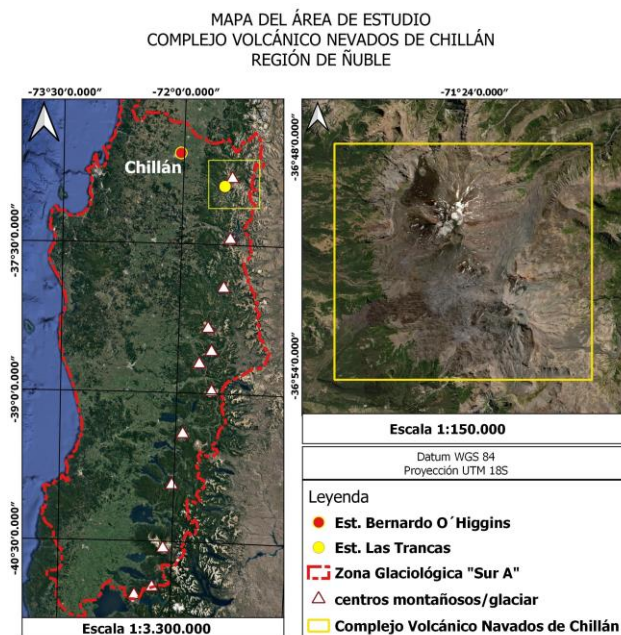 MAPA DEL ÁREA DE ESTUDIO
COMPLEJO VOLCÁNICO NEVADOS DE CHILLÁN
REGIÓN DE ÑUBLE
-73°30'0.000"
-72°0'0.000"
Chillán
-37°30'0.000"
-39°0'0.000"
-40°30'0.000"
Escala 1:3.300.000
-71°24'0.000"
-36°48'0.000"
-36°54'0.000"
Escala 1:150.000
Datum WGS 84
Proyección UTM 18S
Leyenda
Est. Bernardo O´Higgins
Est. Las Trancas
Zona Glaciológica "Sur A"
centros montañosos/glaciar
Complejo Volcánico Navados de Chillán